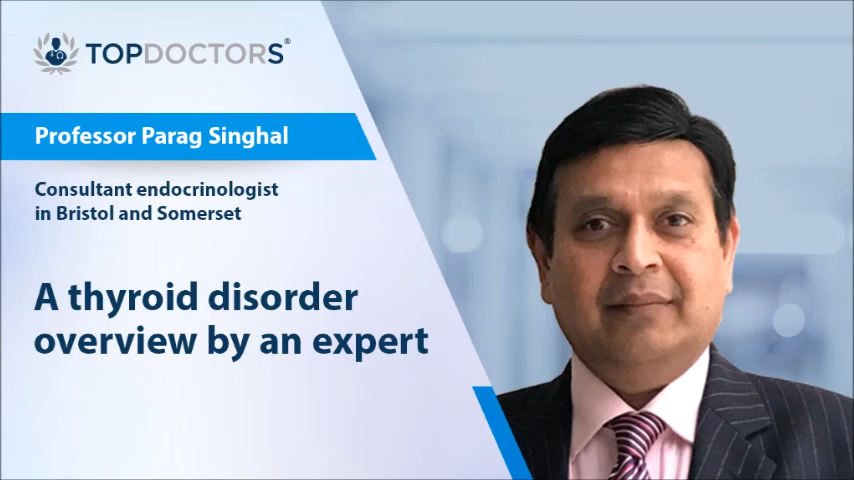 TOPDOCTORS®
Professor Parag Singhal
Consultant endocrinologist
in Bristol and Somerset
A thyroid disorder
overview by an expert